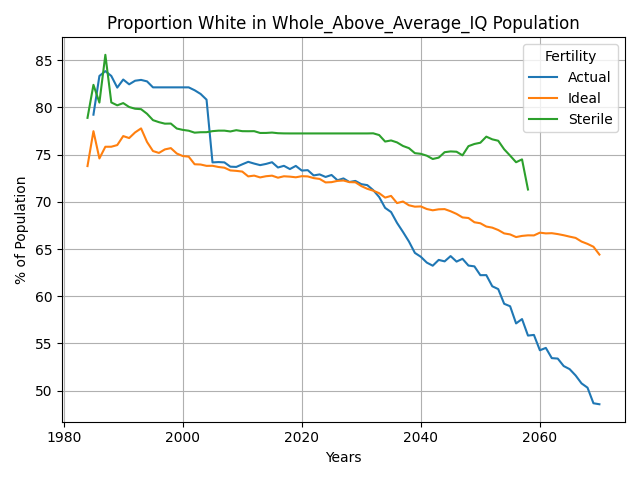 Proportion White in Whole_Above_Average_IQ Population
Fertility
Actual
Ideal
Sterile
% of Population
85
80
75
70
65
60
55
50
1980
2000
2020
2040
2060
Years